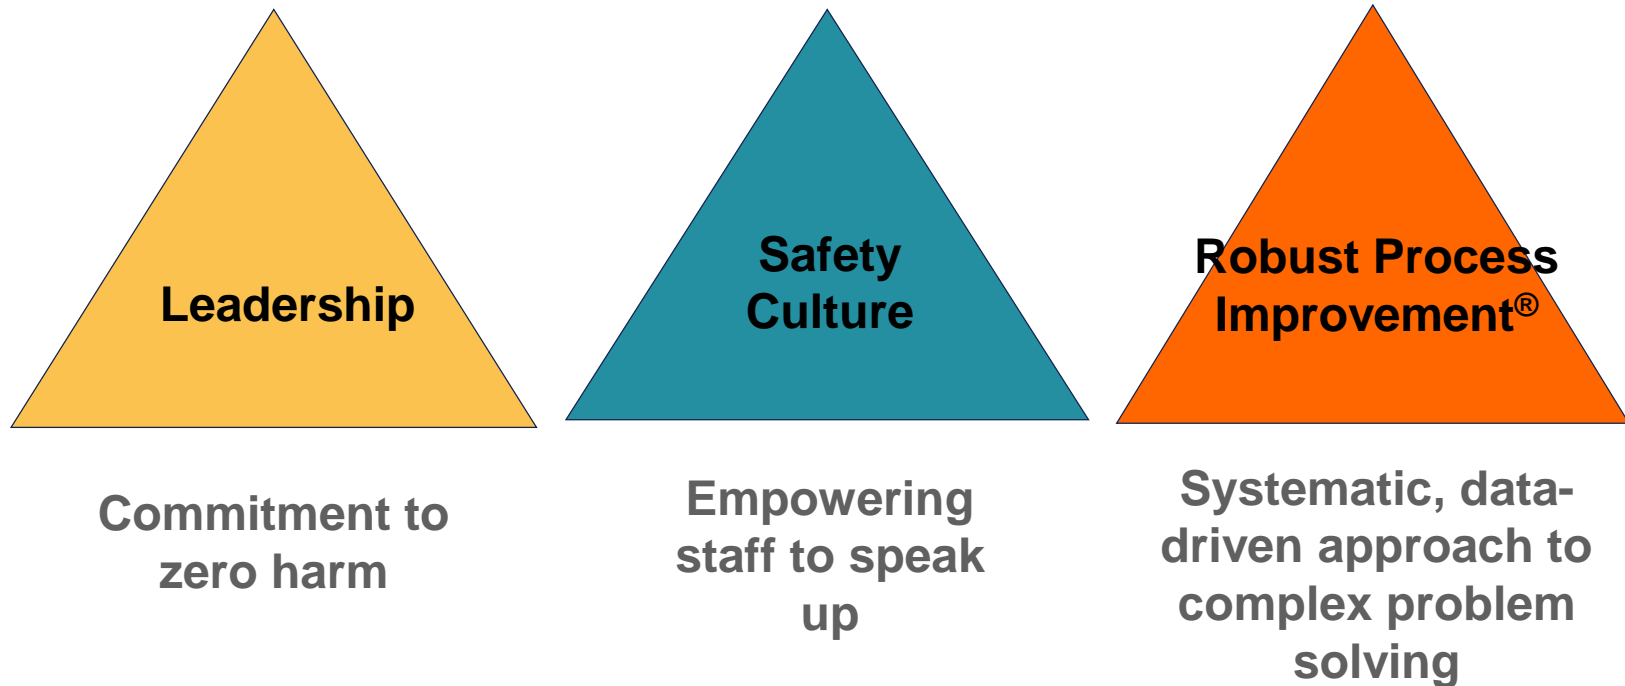 Leadership
Safety
Culture
Robust Process
Improvement®
Commitment to
zero harm
Empowering
staff to speak
up
Systematic, data-
driven approach to
complex problem
solving